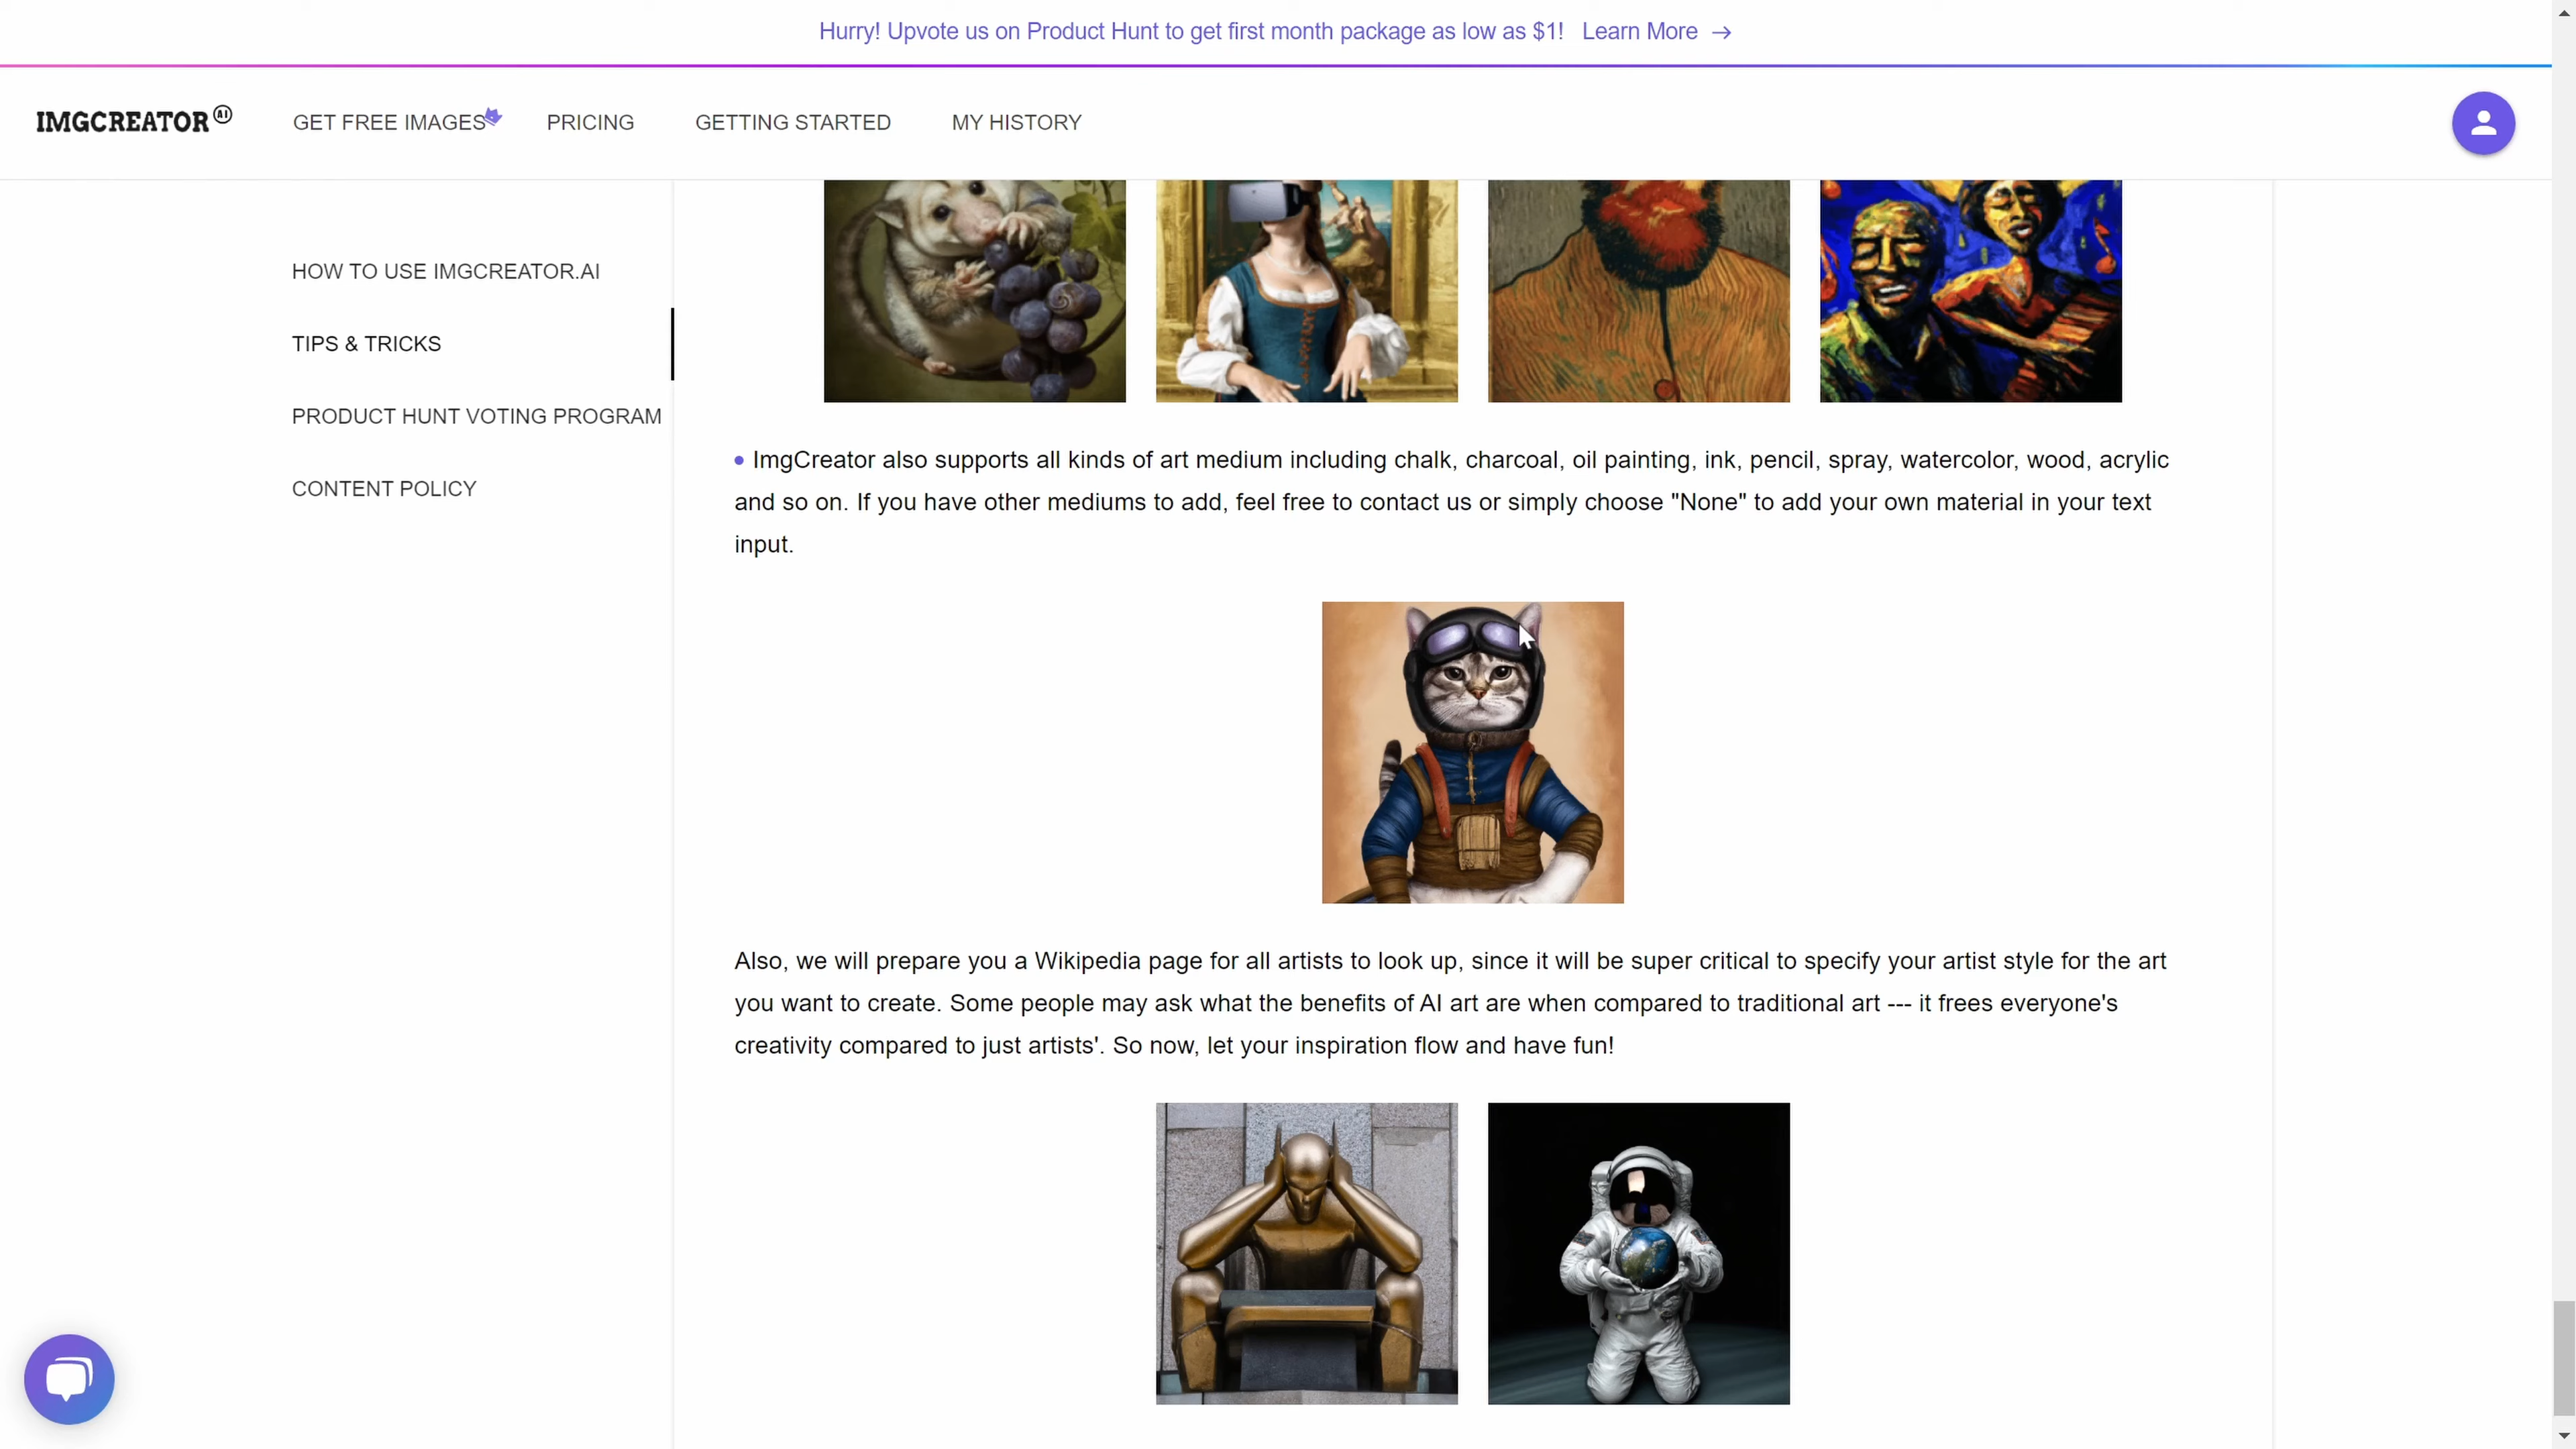 Hurry! Upvote us on Product Hunt to get first month package as low as $1! Learn More →
IMGCREATOR AI
GET FREE IMAGES
PRICING
GETTING STARTED
MY HISTORY
HOW TO USE IMGCREATOR.AI
TIPS & TRICKS
PRODUCT HUNT VOTING PROGRAM
CONTENT POLICY
• ImgCreator also supports all kinds of art medium including chalk, charcoal, oil painting, ink, pencil, spray, watercolor, wood, acrylic
and so on. If you have other mediums to add, feel free to contact us or simply choose "None" to add your own material in your text
input.
Also, we will prepare you a Wikipedia page for all artists to look up, since it will be super critical to specify your artist style for the art
you want to create. Some people may ask what the benefits of AI art are when compared to traditional art --- it frees everyone's
creativity compared to just artists'. So now, let your inspiration flow and have fun!